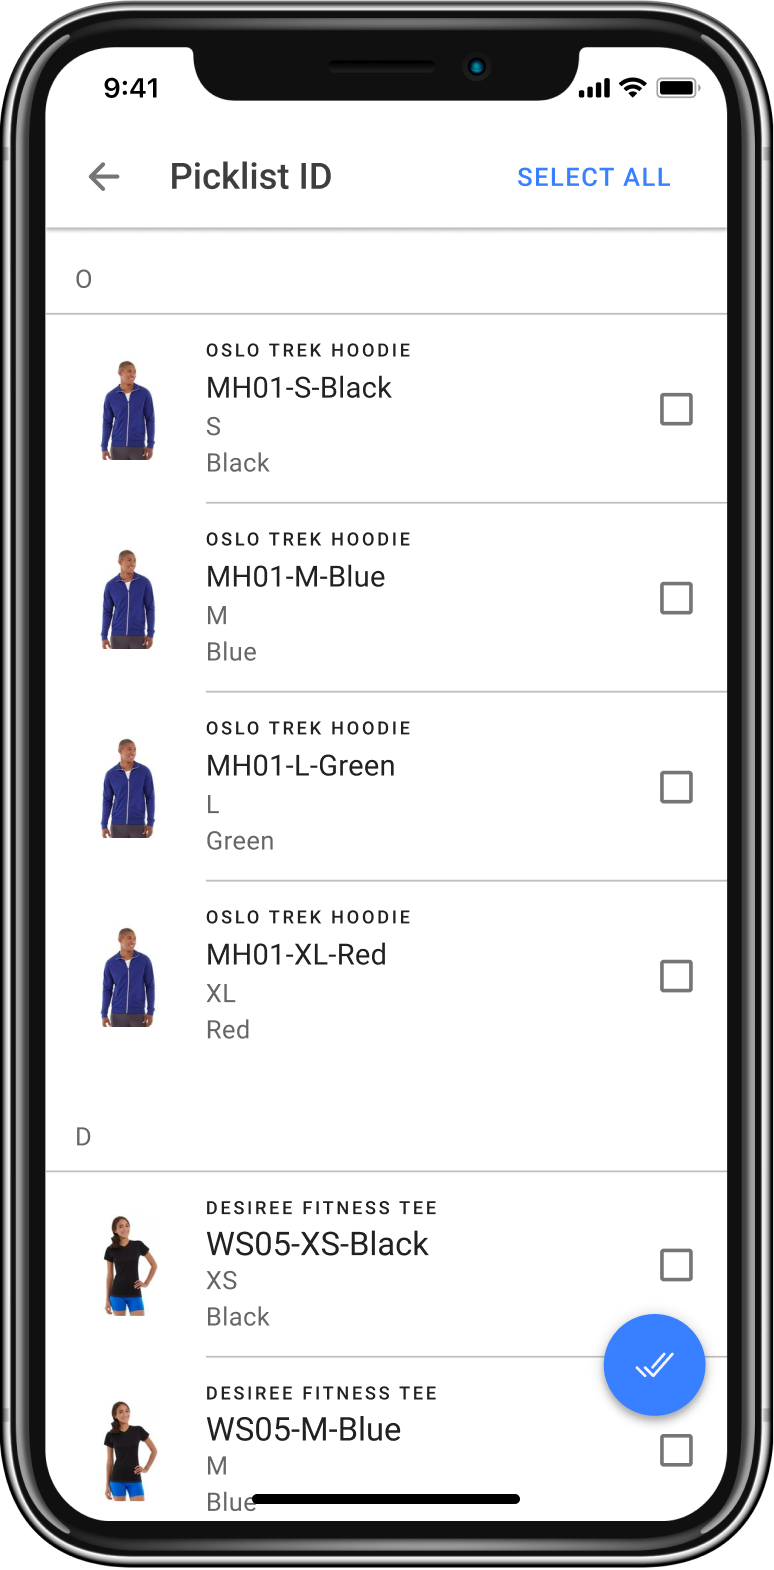 9:41
Picklist ID
SELECT ALL
O
OSLO TREK HOODIE
MH01-S-Black
S
Black
OSLO TREK HOODIE
MH01-M-Blue
M
Blue
OSLO TREK HOODIE
MH01-L-Green
L
Green
OSLO TREK HOODIE
MH01-XL-Red
XL
Red
D
DESIREE FITNESS TEE
WS05-XS-Black
XS
Black
DESIREE FITNESS TEE
WS05-M-Blue
M
Blue